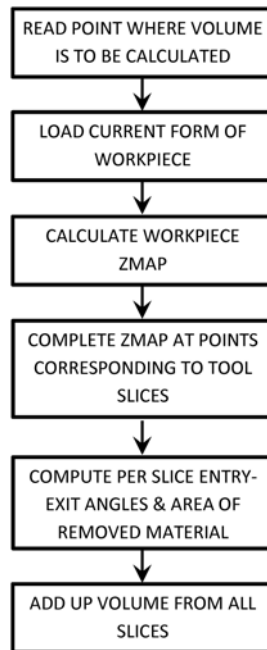 READ POINT WHERE VOLUME
IS TO BE CALCULATED
LOAD CURRENT FORM OF
WORKPIECE
CALCULATE WORKPIECE
ZMAP
COMPLETE ZMAP AT POINTS
CORRESPONDING TO TOOL
SLICES
COMPUTE PER SLICE ENTRY-
EXIT ANGLES & AREA OF
REMOVED MATERIAL
ADD UP VOLUME FROM ALL
SLICES